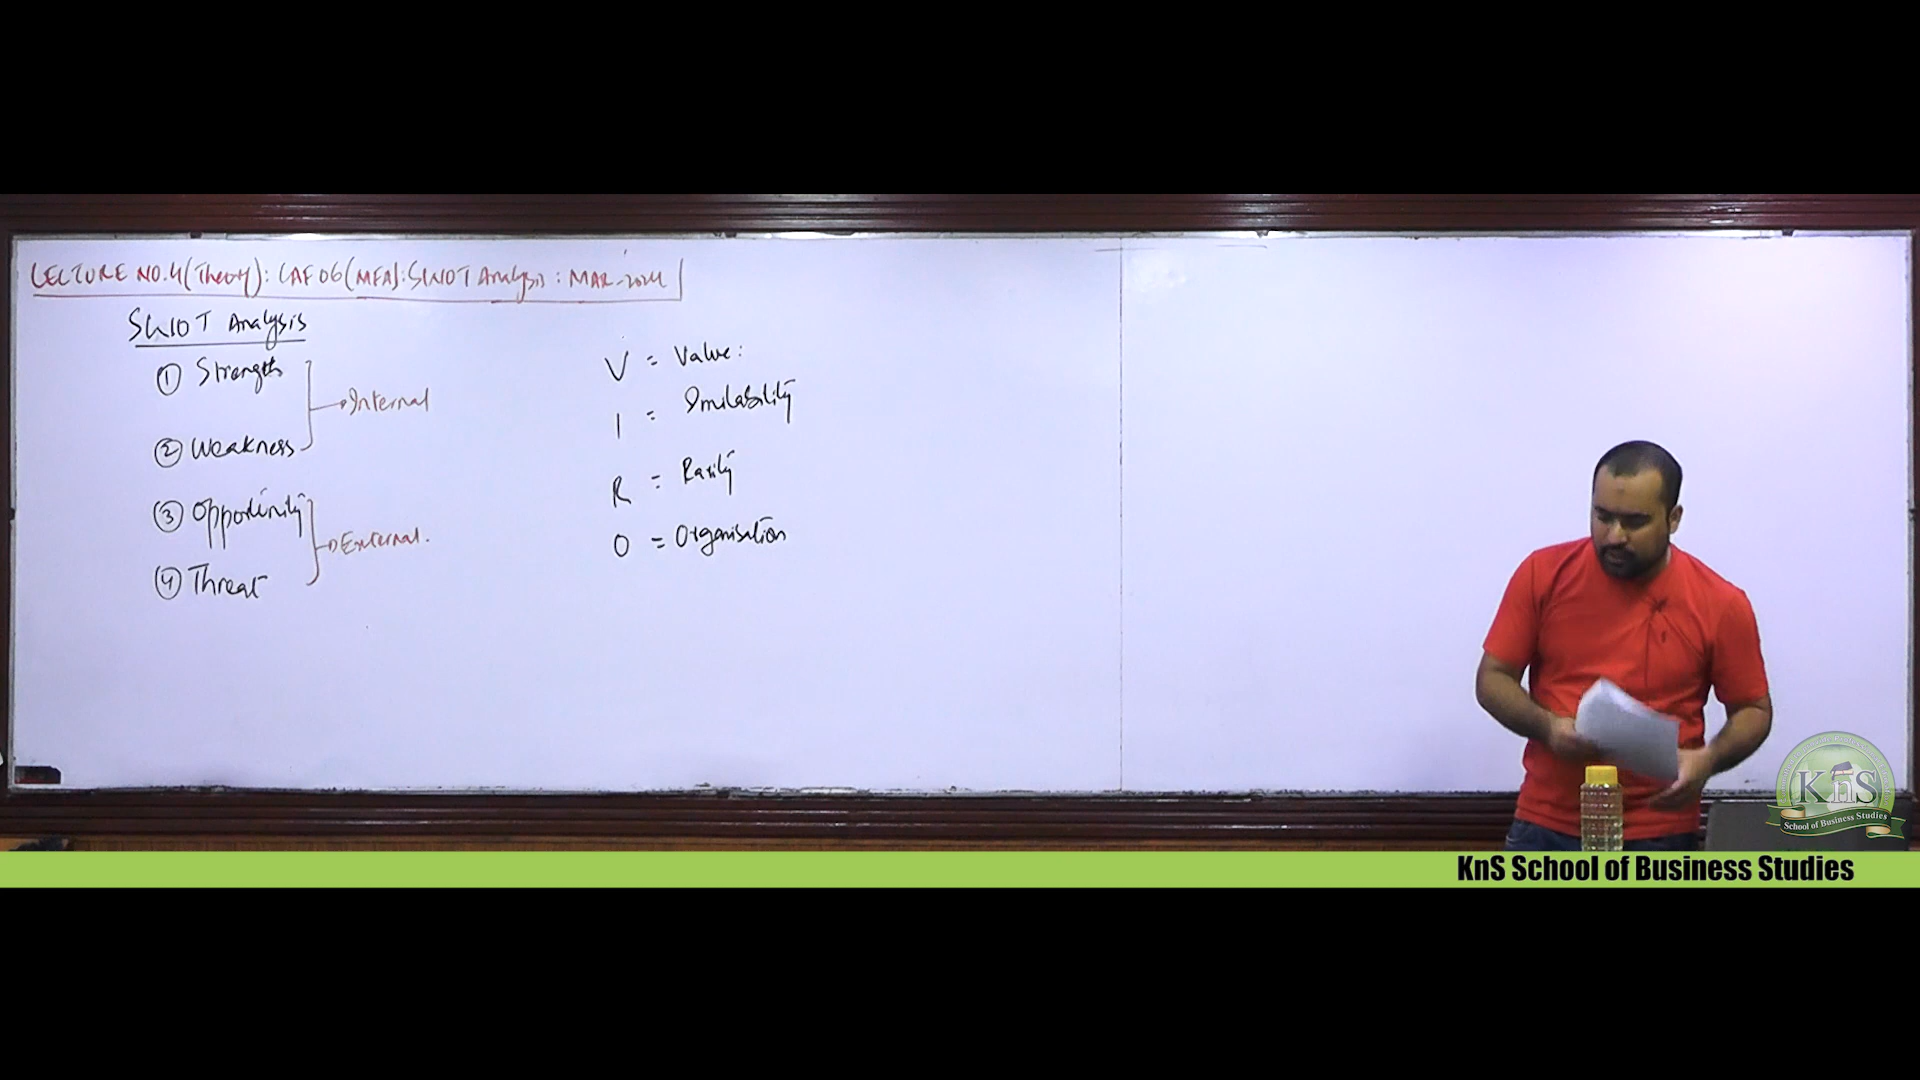 LECTURE NO.4(Theory): CAF 06(MFA):SWOT Analysis: MAR-2024
SWOT Analysis
① Strength
② Weakness
→Internal
③ Opportunity
④ Threat
→External.
V = Value:
I = Imitability
R = Rarity
O = Organisation
KnS
School of Business Studies
KnS School of Business Studies